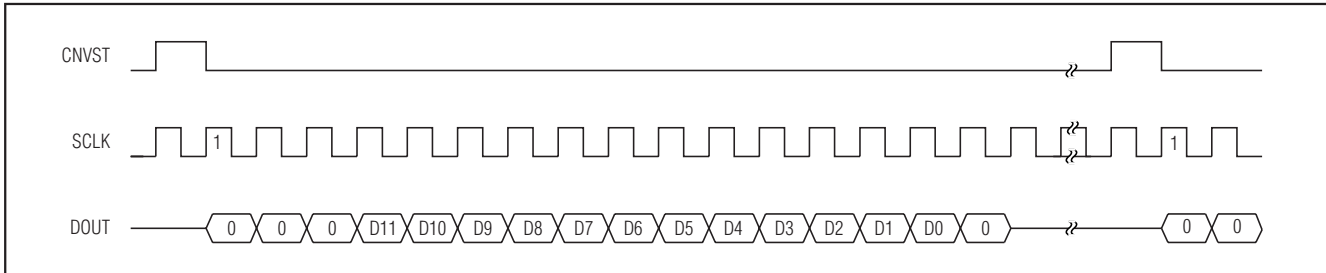 CNVST
SCLK 1 1
DOUT 0 0 0 D11 D10 D9 D8 D7 D6 D5 D4 D3 D2 D1 D0 0 0 0